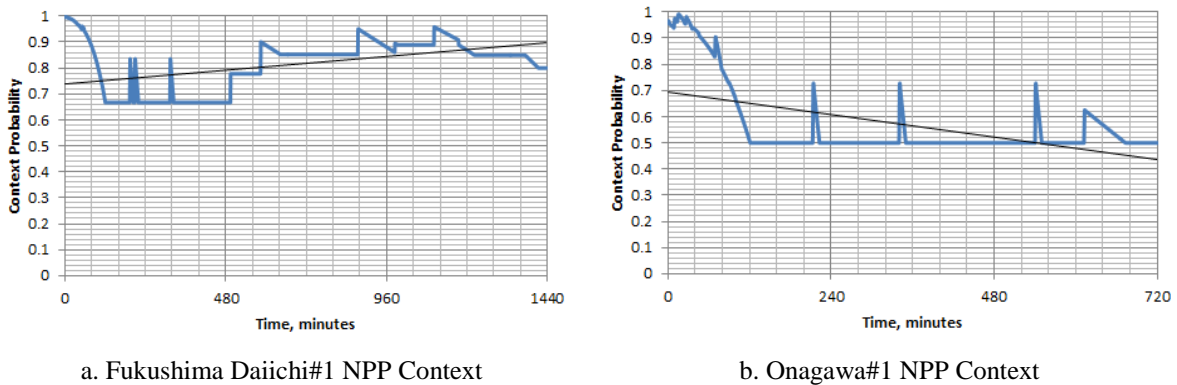 Context Probability
1
0.9
0.8
0.7
0.6
0.5
0.4
0.3
0.2
0.1
0
0 480 960 1440
Time, minutes
a. Fukushima Daiichi#1 NPP Context
Context Probability
1
0.9
0.8
0.7
0.6
0.5
0.4
0.3
0.2
0.1
0
0 240 480 720
Time, minutes
b. Onagawa#1 NPP Context